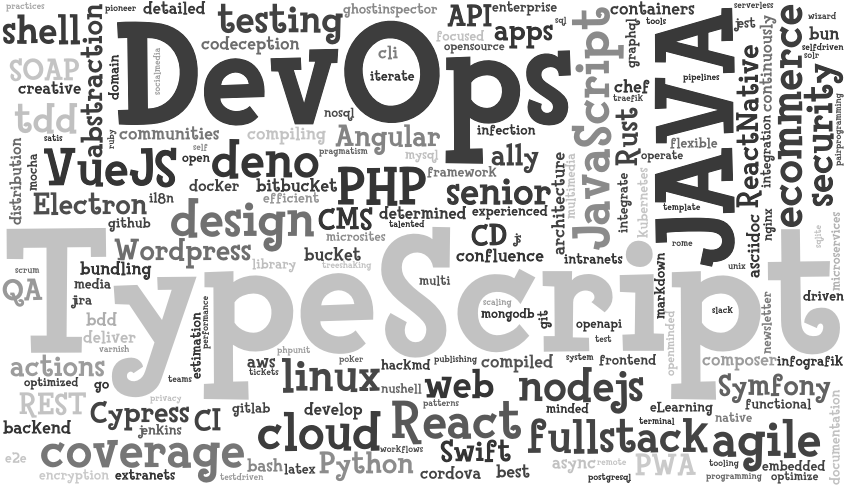 practices
pioneer
detailed
ghostinspector
API
enterprise
containers
serverless
wizard
shell.
testing
codeception
focused
apps
sql
opensource
tools
jest
bun
selfdriven
solr
SOAP
creative
abstraction
domain
socialmedia
DevOps
cli
iterate
JavaScript
graphql
JAVA
pipelines
ReactNative
continuously
integration
ecommerce
security
pairprogramming
tdd
satis
ruby
nosql
chef
traefik
Rust
communities
compiling
Angular
infection
flexible
distribution
mocha
VueJS
self
open
deno
pragmatism
mysql
ally
operate
docker
bitbucket
PHP
framework
senior
architecture
multimedia
integrate
kubernetes
Electron
i18n
efficient
github
design
CMS
determined
talented
experienced
template
microsites
CD
js
rome
asciidoc
nginx
sqlite
microservices
Wordpress
library
bucket
treeshaking
confluence
intranets
unix
TypeScript
scrum
bundling
media
multi
markdown
QA
jra
scaling
mongodb
git
openapi
slack
newsletter
driven
bdd
deliver
varnish
estimation
performance
test
openminded
actions
optimized
go
teams
aws
tickets
phpunit
poker
hackmd
publishing
compiled
system
frontend
composer
infografik
linux
nushell
web
nodejs
Symfony
functional
REST
privacy
Cypress
CI
gitlab
develop
patterns
minded
eLearning
native
backend
jenkins
cloud
React
workflows
terminal
fullstack
agile
documentation
coverage
Swift
e2e
encryption
extranets
testdriven
bash
latex
Python
cordova
best
async
remote
postgresql
PWA
tooling
programming
embedded
optimize